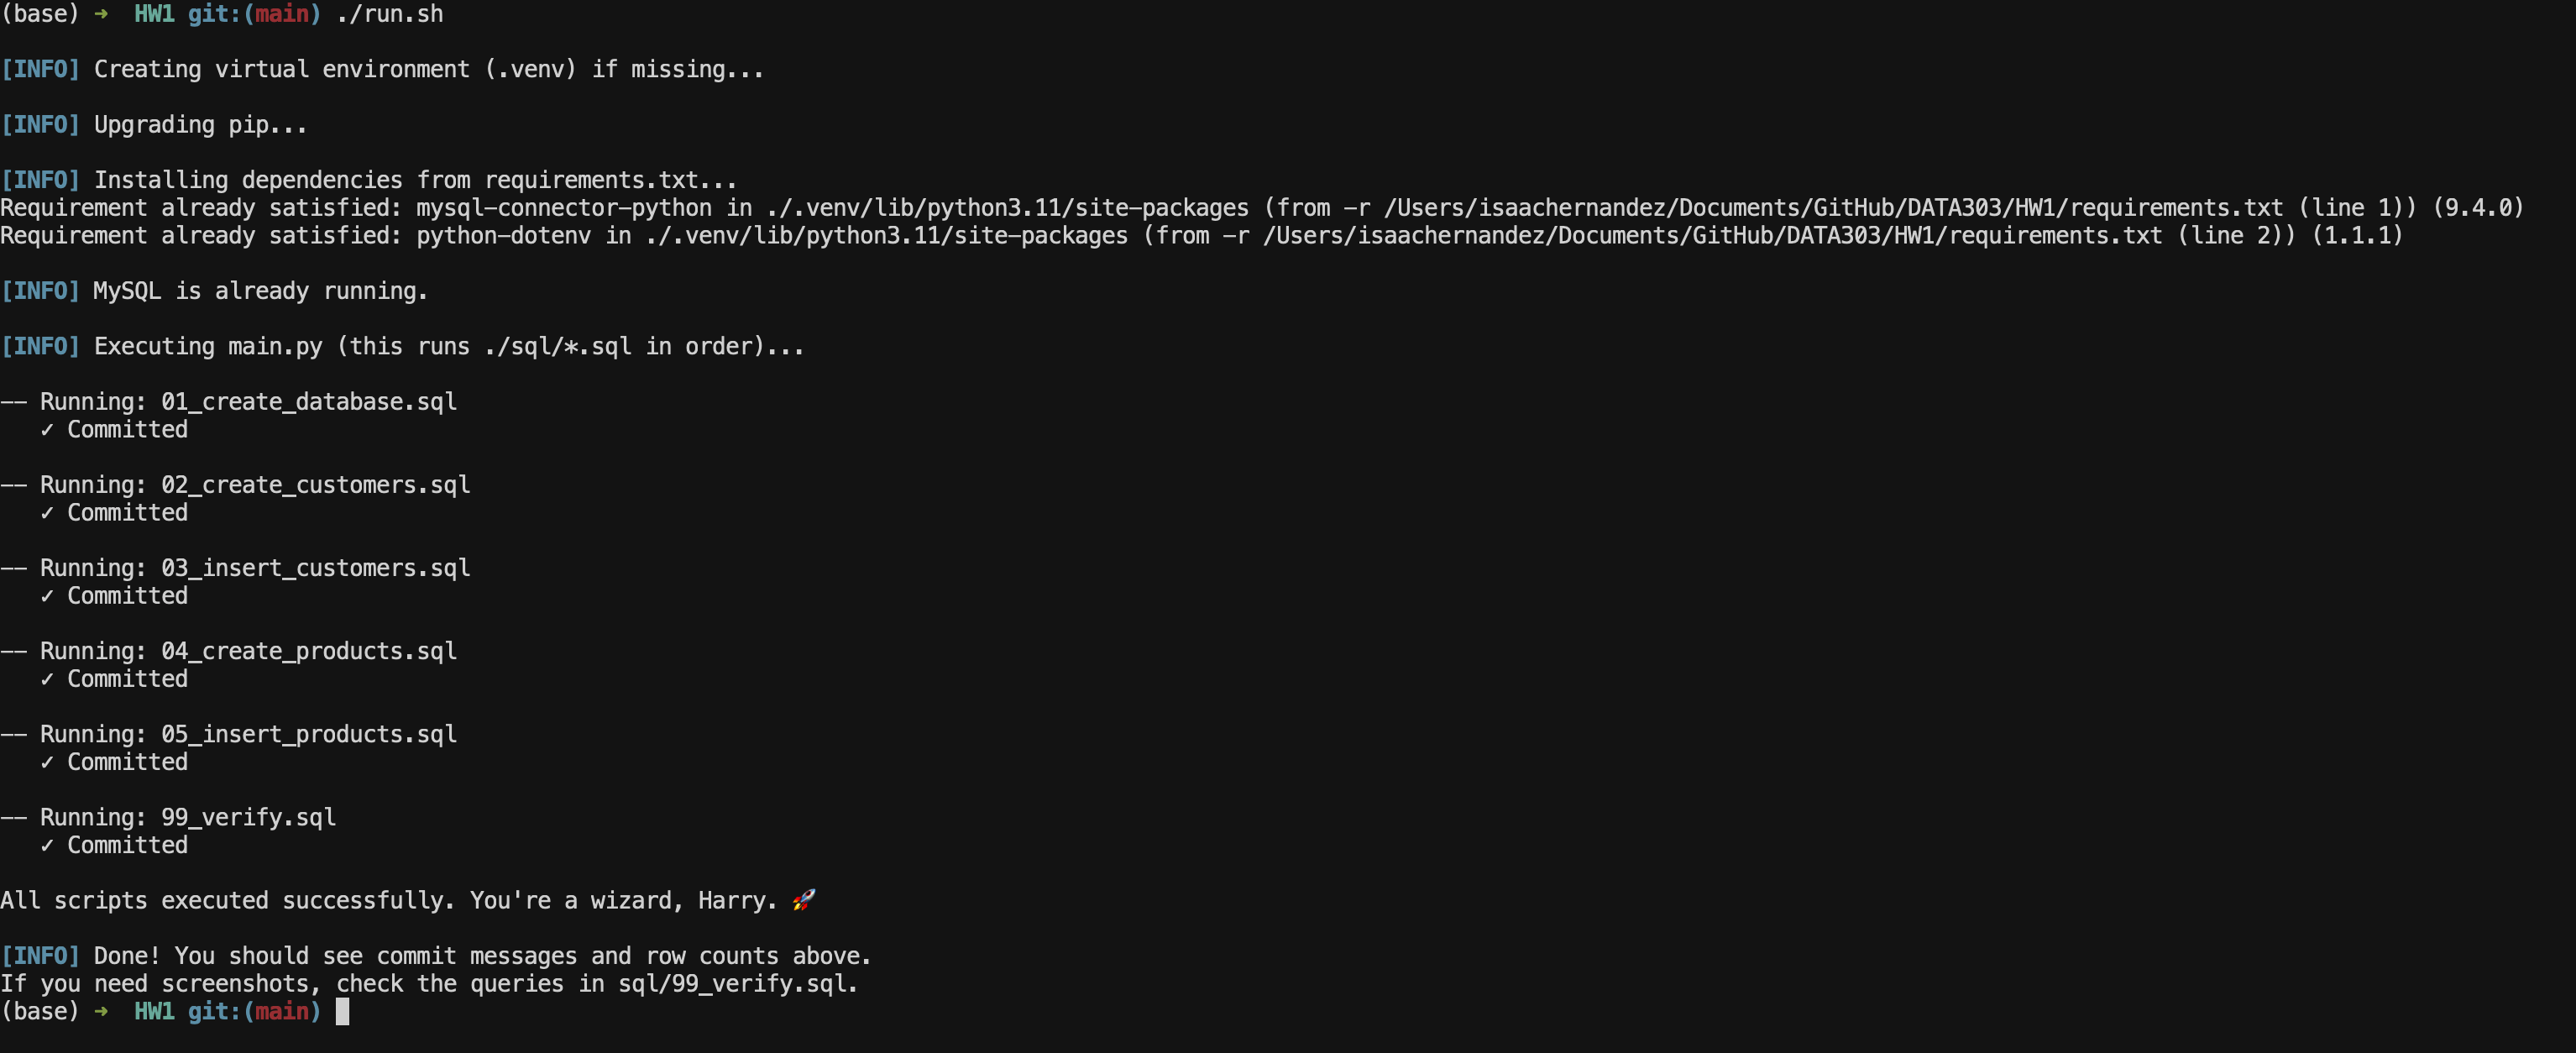 (base) ➜  HW1 git:(main) ./run.sh
[INFO] Creating virtual environment (.venv) if missing...
[INFO] Upgrading pip...
[INFO] Installing dependencies from requirements.txt...
Requirement already satisfied: mysql-connector-python in ./.venv/lib/python3.11/site-packages (from -r /Users/isaachernandez/Documents/GitHub/DATA303/HW1/requirements.txt (line 1)) (9.4.0)
Requirement already satisfied: python-dotenv in ./.venv/lib/python3.11/site-packages (from -r /Users/isaachernandez/Documents/GitHub/DATA303/HW1/requirements.txt (line 2)) (1.1.1)
[INFO] MySQL is already running.
[INFO] Executing main.py (this runs ./sql/*.sql in order)...
—— Running: 01_create_database.sql
   ✓ Committed
—— Running: 02_create_customers.sql
   ✓ Committed
—— Running: 03_insert_customers.sql
   ✓ Committed
—— Running: 04_create_products.sql
   ✓ Committed
—— Running: 05_insert_products.sql
   ✓ Committed
—— Running: 99_verify.sql
   ✓ Committed
All scripts executed successfully. You're a wizard, Harry. 🚀
[INFO] Done! You should see commit messages and row counts above.
If you need screenshots, check the queries in sql/99_verify.sql.
(base) ➜  HW1 git:(main)